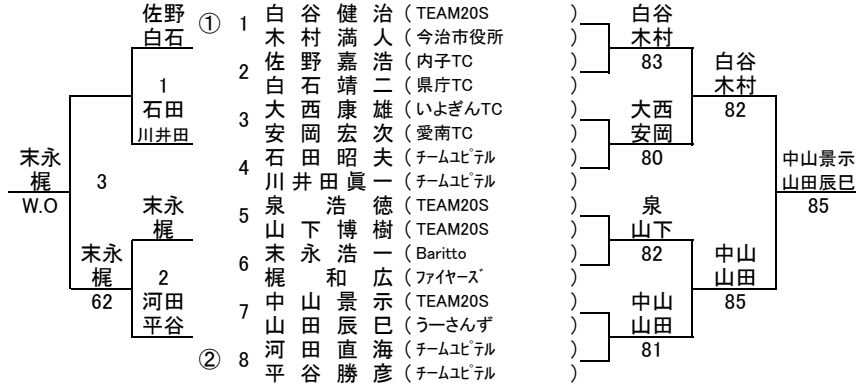 佐野
白石
1
石田
川井田
末永
梶
W.O
3
末永
梶
末永
梶
62
2
河田
平谷
① 1 白谷健治 ( TEAM20S )
木村満人 ( 今治市役所 )
2 佐野嘉浩 ( 内子TC )
白石靖二 ( 県庁TC )
3 大西康雄 ( いよぎんTC )
安岡宏次 ( 愛南TC )
4 石田昭夫 ( チームユピテル )
川井田眞一 ( チームユピテル )
5 泉浩徳 ( TEAM20S )
山下博樹 ( TEAM20S )
6 末永浩一 ( Baritto )
梶和広 ( ファイヤーズ )
7 中山景示 ( TEAM20S )
山田辰巳 ( うーさんず )
② 8 河田直海 ( チームユピテル )
平谷勝彦 ( チームユピテル )
白谷
木村
83
大西
安岡
80
白谷
木村
82
泉
山下
82
中山
山田
81
中山
山田
85
中山景示
山田辰巳
85